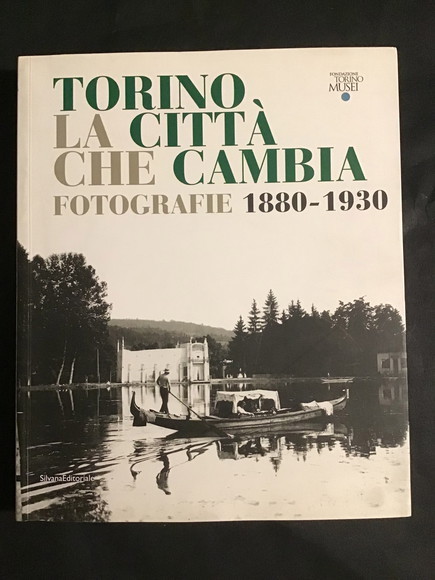 TORINO
LA CITTÀ
CHE CAMBIA
FOTOGRAFIE 1880-1930
FONDAZIONE
TORINO
MUSEI
SilvanaEditoriale